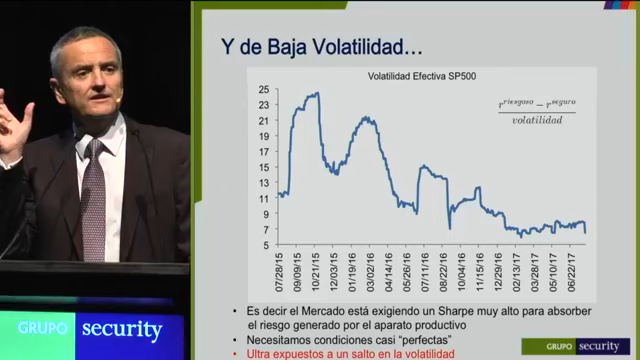 Y de Baja Volatilidad…
Volatilidad Efectiva SP500
25
23
21
19
17
15
13
11
9
7
5
r^riesgoso − r^seguro
volatilidad
07/28/15
09/09/15
10/21/15
12/03/15
01/19/16
03/02/16
04/14/16
05/26/16
07/11/16
08/22/16
10/04/16
11/15/16
12/29/16
02/13/17
03/28/17
05/10/17
06/22/17
• Es decir el Mercado está exigiendo un Sharpe muy alto para absorber
el riesgo generado por el aparato productivo
• Necesitamos condiciones casi “perfectas”
• Ultra expuestos a un salto en la volatilidad
GRUPO security
GRUPO security